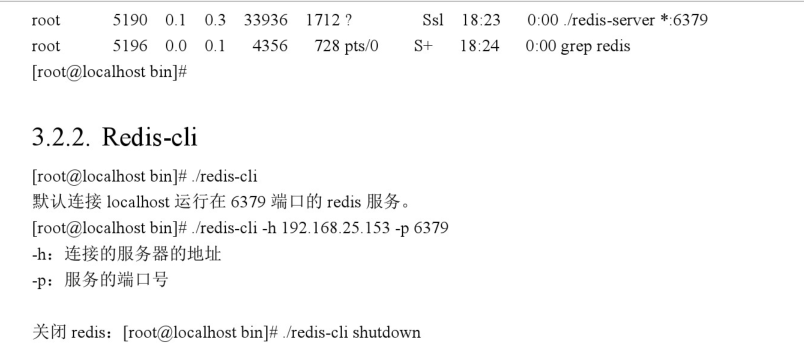 root 5190 0.1 0.3 33936 1712 ? Ssl 18:23 0:00 ./redis-server *:6379
root 5196 0.0 0.1 4356 728 pts/0 S+ 18:24 0:00 grep redis
[root@localhost bin]#
3.2.2. Redis-cli
[root@localhost bin]# ./redis-cli
默认连接 localhost 运行在 6379 端口的 redis 服务。
[root@localhost bin]# ./redis-cli -h 192.168.25.153 -p 6379
-h：连接的服务器的地址
-p：服务的端口号
关闭 redis：[root@localhost bin]# ./redis-cli shutdown